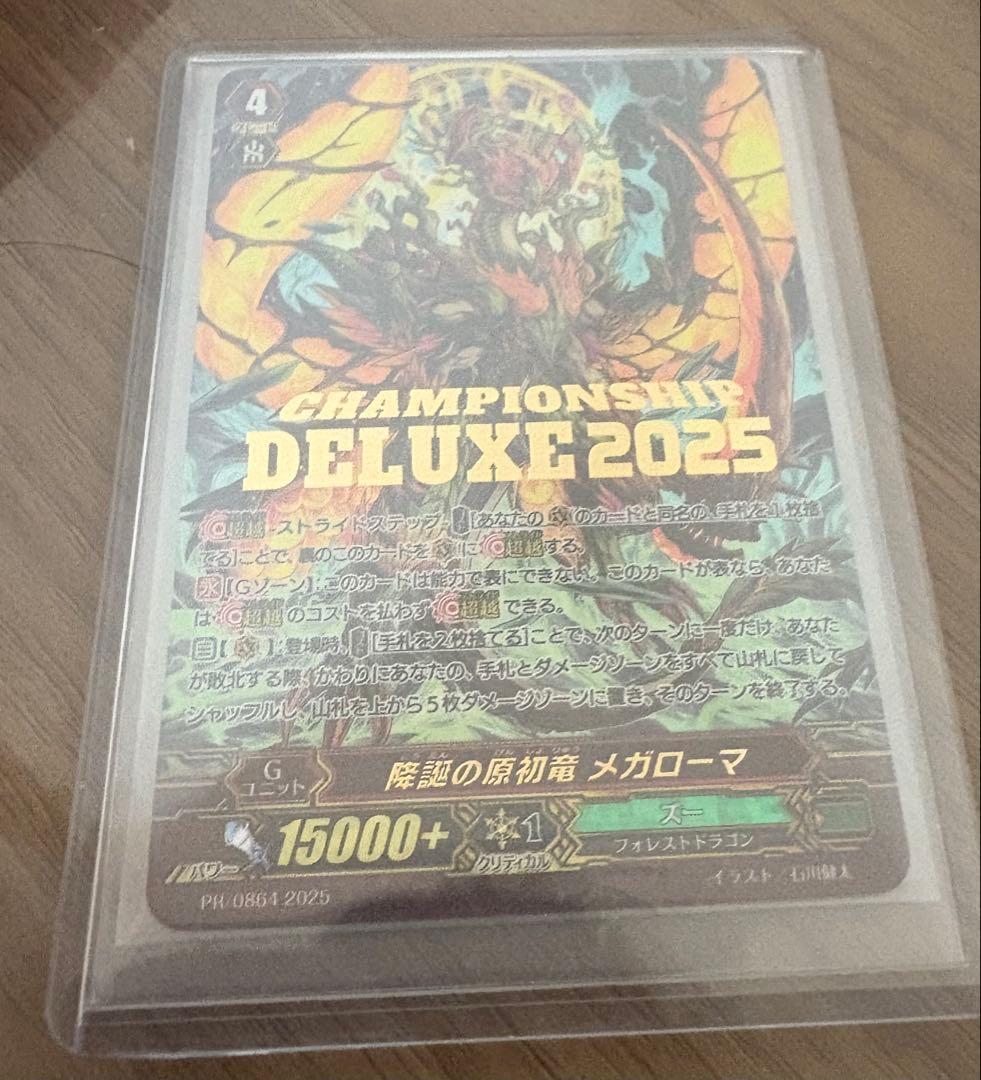 4
CHAMPIONSHIP
DELUXE 2025
超越-ストライドステップ-[あなたの のカードと同名の、手札を1枚捨
てる]ことで、裏のこのカードを に 超越する。
永【Gゾーン】:このカードは能力で表にできない。このカードが表なら、あなた
は 超越のコストを払わず 超越できる。
自【 】:登場時、[手札を2枚捨てる]ことで、次のターンに一度だけ、あなた
が敗北する際、かわりにあなたの、手札とダメージゾーンをすべて山札に戻して
シャッフルし、山札を上から5枚ダメージゾーンに置き、そのターンを終了する。
G
ユニット
降誕の原初竜 メガローマ
パワー 15000+
1
クリティカル
ズー
フォレストドラゴン
PR/0864 2025
イラスト/石川健太